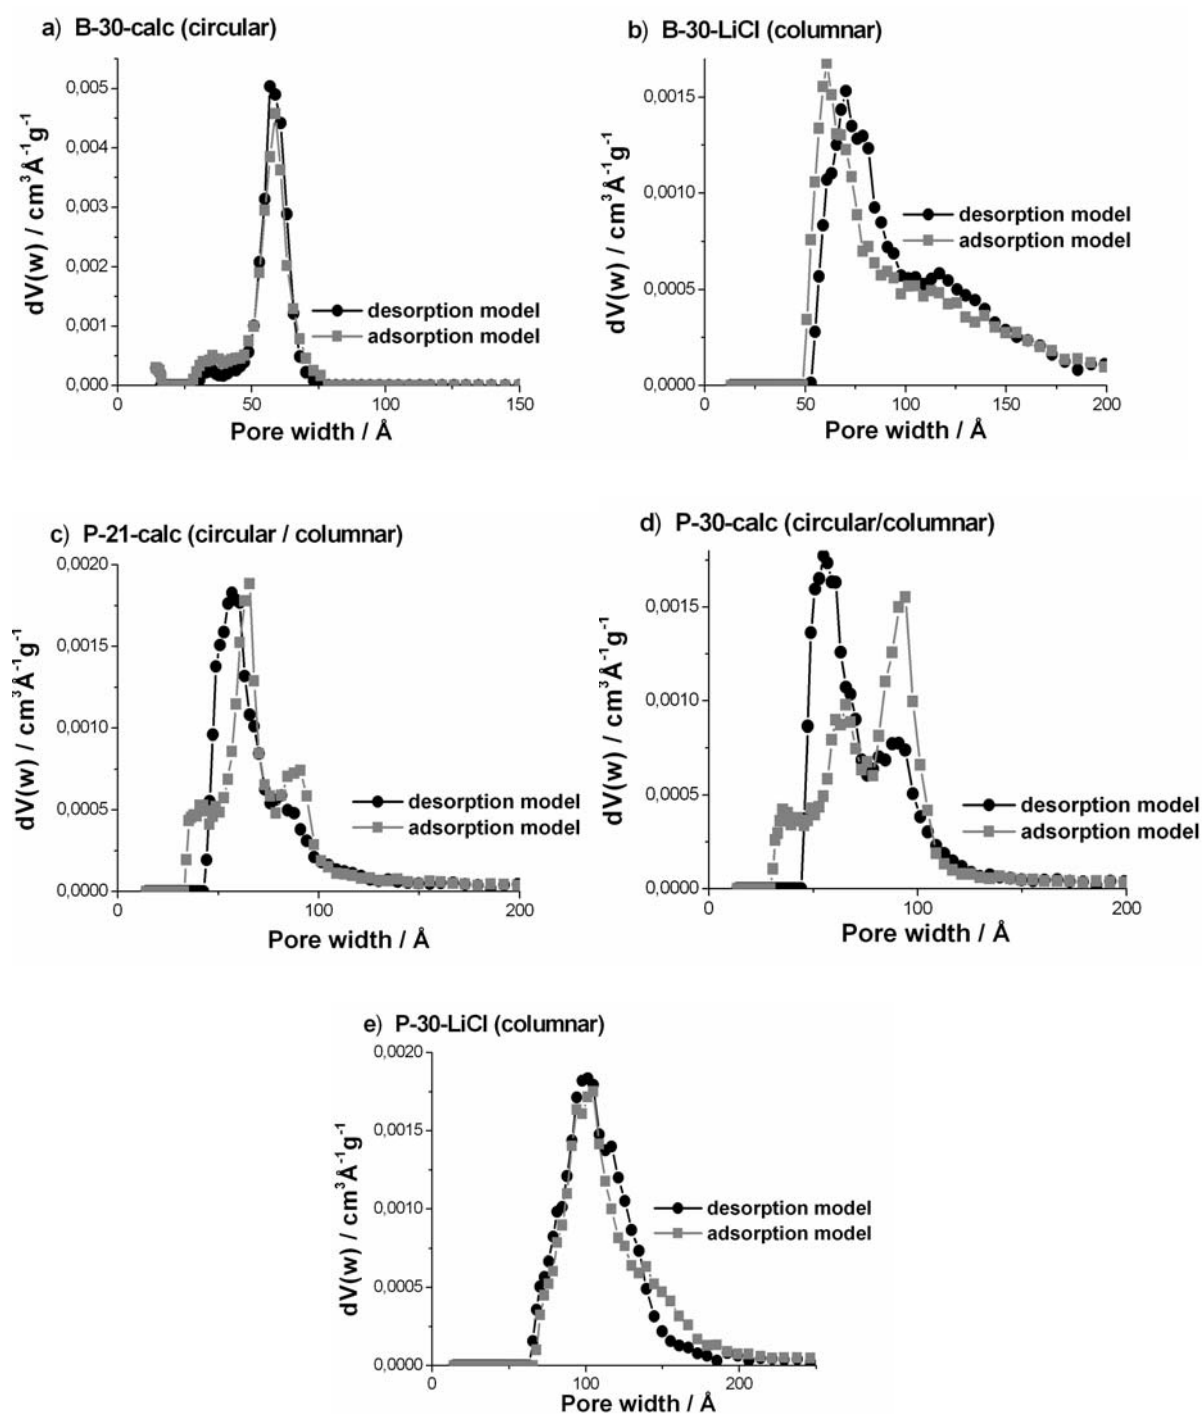 a) B-30-calc (circular)
0,005
0,004
0,003
0,002
0,001
0,000
0
50
100
150
dV(w) / cm³Å⁻¹g⁻¹
Pore width / Å
desorption model
adsorption model
b) B-30-LiCl (columnar)
0,0015
0,0010
0,0005
0,0000
0
50
100
150
200
dV(w) / cm³Å⁻¹g⁻¹
Pore width / Å
desorption model
adsorption model
c) P-21-calc (circular / columnar)
0,0020
0,0015
0,0010
0,0005
0,0000
0
100
200
dV(w) / cm³Å⁻¹g⁻¹
Pore width / Å
desorption model
adsorption model
d) P-30-calc (circular/columnar)
0,0015
0,0010
0,0005
0,0000
0
100
200
dV(w) / cm³Å⁻¹g⁻¹
Pore width / Å
desorption model
adsorption model
e) P-30-LiCl (columnar)
0,0020
0,0015
0,0010
0,0005
0,0000
0
100
200
dV(w) / cm³Å⁻¹g⁻¹
Pore width / Å
desorption model
adsorption model